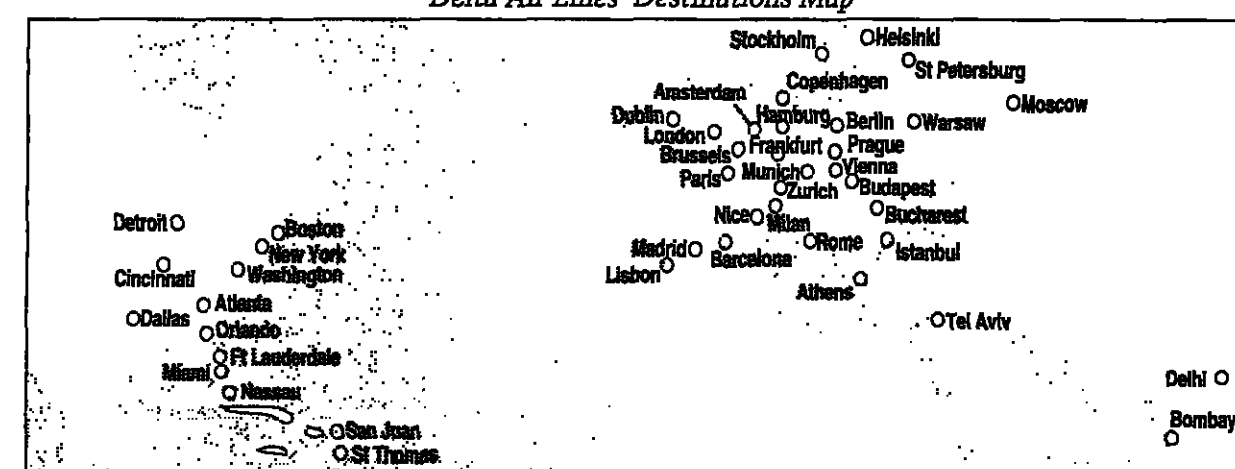 Delta Air Lines' Destinations Map
Stockholm
Helsinki
St Petersburg
Copenhagen
Amsterdam
Moscow
Dublin
Hamburg
Berlin
Warsaw
London
Brussels
Frankfurt
Prague
Paris
Munich
Vienna
Zurich
Budapest
Nice
Milan
Bucharest
Detroit
Boston
New York
Madrid
Barcelona
Rome
Istanbul
Cincinnati
Washington
Lisbon
Athens
Atlanta
Dallas
Orlando
Tel Aviv
Ft Lauderdale
Miami
Nassau
Delhi
Bombay
San Juan
St Thomas